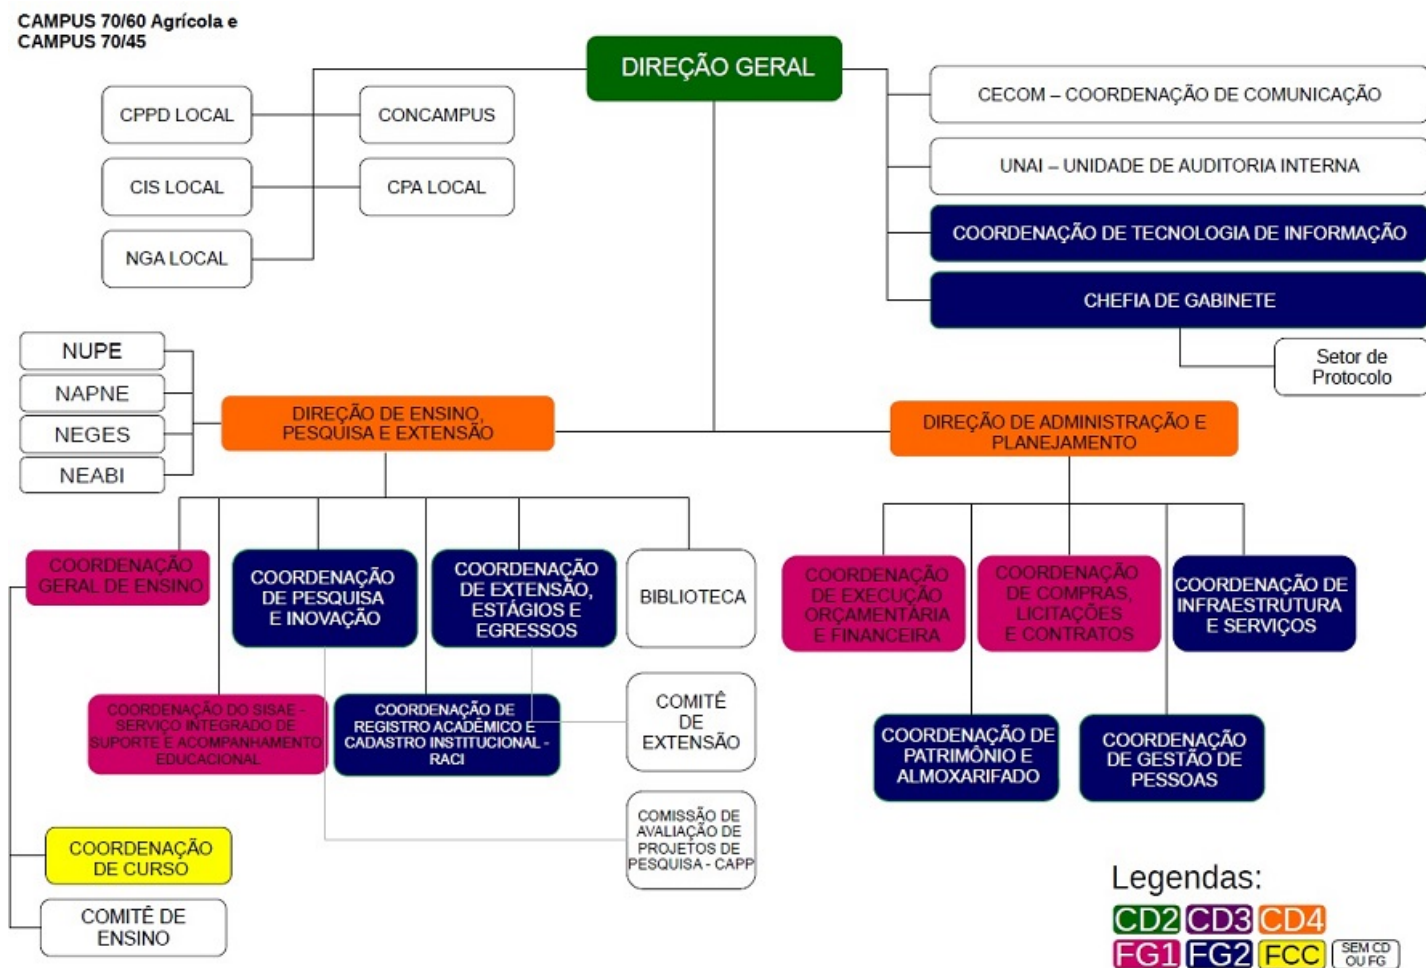 CAMPUS 70/60 Agrícola e
CAMPUS 70/45
DIREÇÃO GERAL
CPPD LOCAL
CONCAMPUS
CIS LOCAL
CPA LOCAL
NGA LOCAL
CECOM – COORDENAÇÃO DE COMUNICAÇÃO
UNAI – UNIDADE DE AUDITORIA INTERNA
COORDENAÇÃO DE TECNOLOGIA DE INFORMAÇÃO
CHEFIA DE GABINETE
Setor de
Protocolo
NUPE
NAPNE
NEGES
NEABI
DIREÇÃO DE ENSINO,
PESQUISA E EXTENSÃO
DIREÇÃO DE ADMINISTRAÇÃO E
PLANEJAMENTO
COORDENAÇÃO
GERAL DE ENSINO
COORDENAÇÃO
DE PESQUISA
E INOVAÇÃO
COORDENAÇÃO
DE EXTENSÃO,
ESTÁGIOS E
EGRESSOS
BIBLIOTECA
COORDENAÇÃO
DE EXECUÇÃO
ORÇAMENTÁRIA
E FINANCEIRA
COORDENAÇÃO
DE COMPRAS,
LICITAÇÕES
E CONTRATOS
COORDENAÇÃO DE
INFRAESTRUTURA
E SERVIÇOS
COORDENAÇÃO DO SISAE -
SERVIÇO INTEGRADO DE
SUPORTE E ACOMPANHAMENTO
EDUCACIONAL
COORDENAÇÃO DE
REGISTRO ACADÊMICO E
CADASTRO INSTITUCIONAL -
RACI
COMITÊ
DE
EXTENSÃO
COORDENAÇÃO DE
PATRIMÔNIO E
ALMOXARIFADO
COORDENAÇÃO
DE GESTÃO DE
PESSOAS
COMISSÃO DE
AVALIAÇÃO DE
PROJETOS DE
PESQUISA - CAPP
COORDENAÇÃO
DE CURSO
COMITÊ DE
ENSINO
Legendas:
CD2 CD3 CD4
FG1 FG2 FCC SEM CD
OU FG